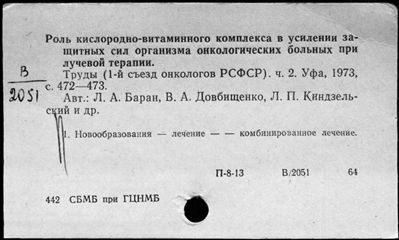 Роль кислородно-витаминного комплекса в усилении за-
щитных сил организма онкологических больных при
лучевой терапии.
Труды (1-й съезд онкологов РСФСР). ч. 2. Уфа, 1973,
с. 472—473.
В
2051
Авт.: Л. А. Баран, В. А. Довбищенко, Л. П. Киндзель-
ский и др.
1. Новообразования — лечение — — комбинированное лечение.
П-8-13 В/2051 64
442 СБМБ при ГЦНМБ